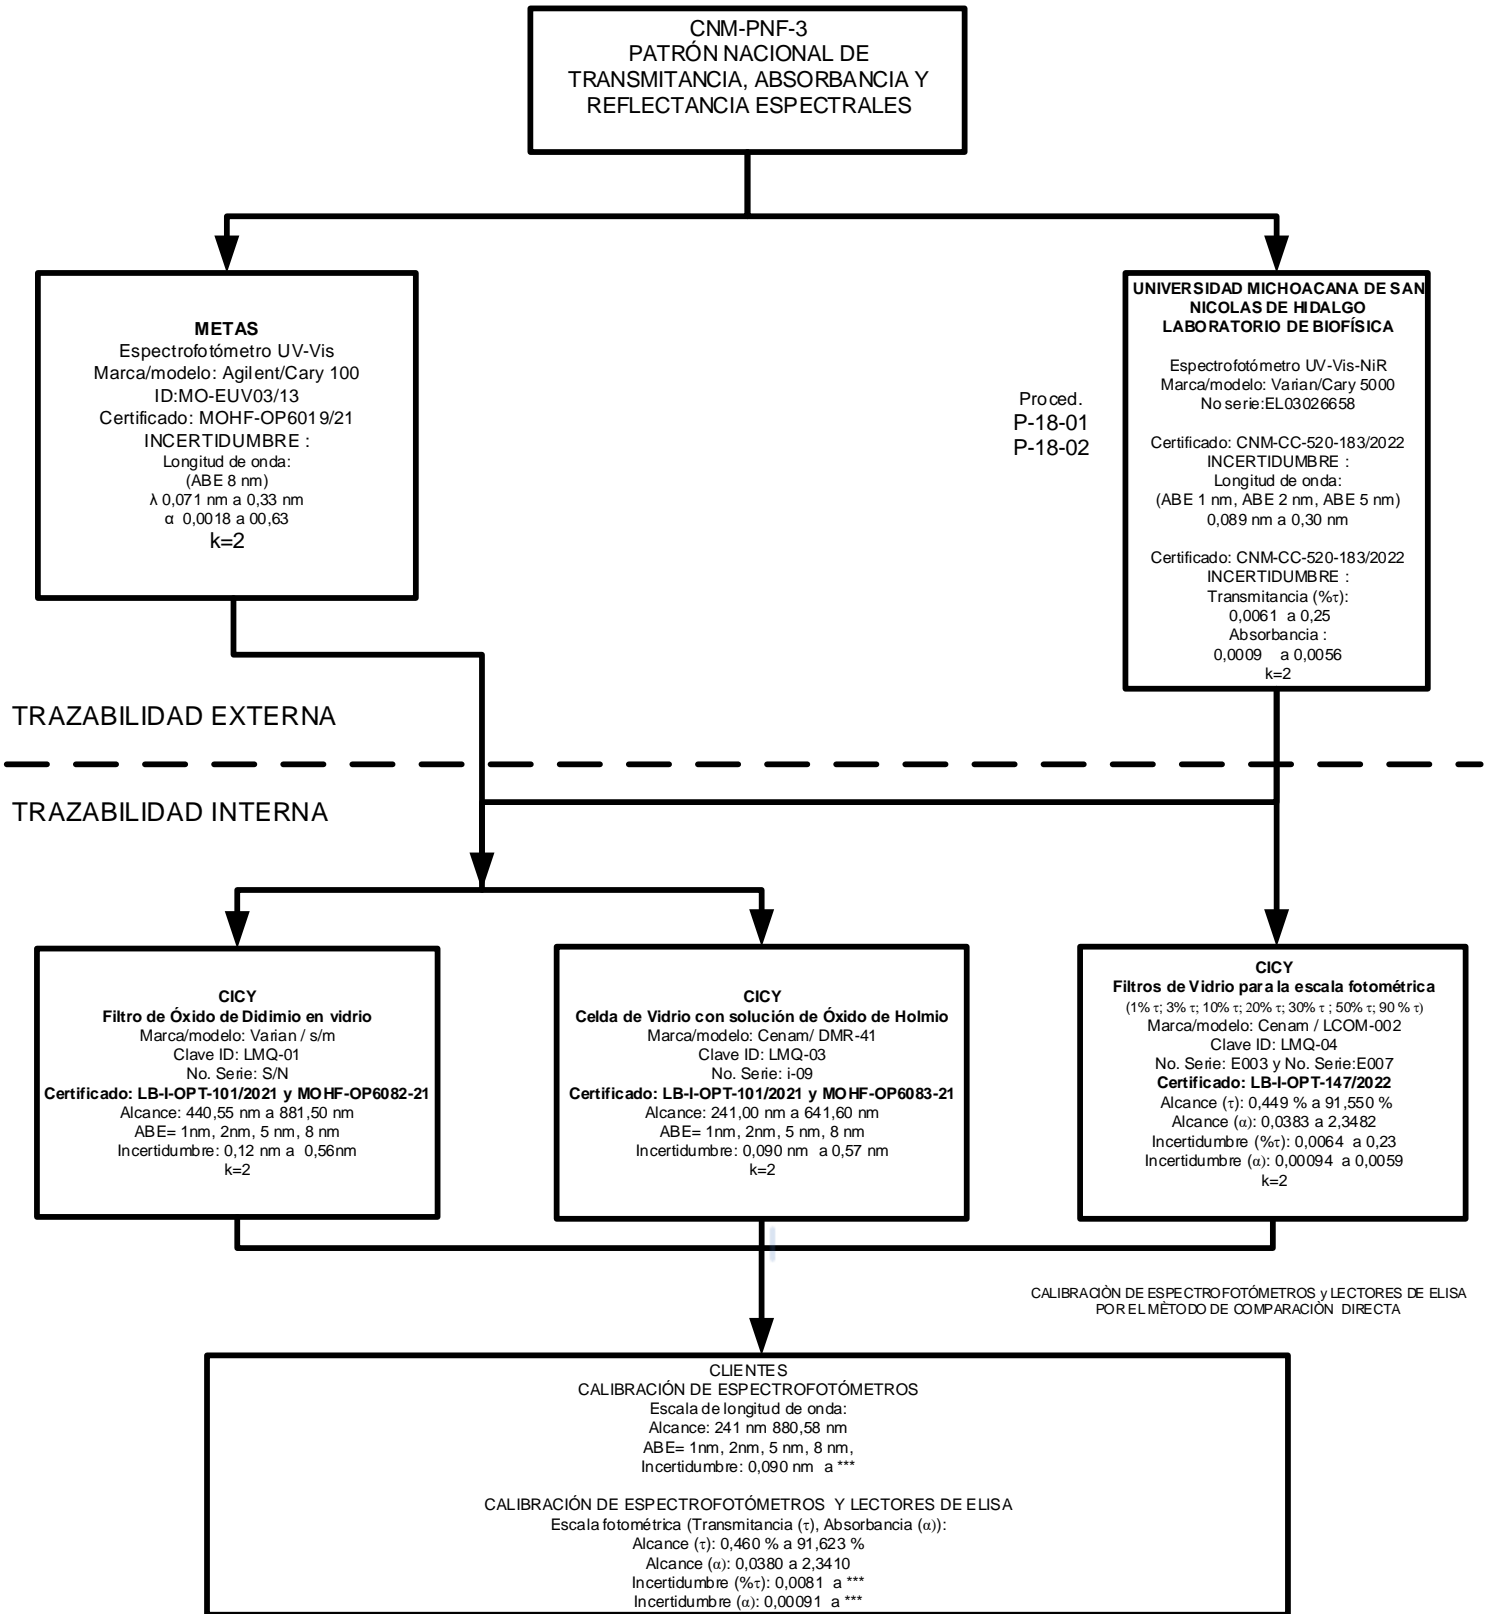 CNM-PNF-3
PATRÓN NACIONAL DE
TRANSMITANCIA, ABSORBANCIA Y
REFLECTANCIA ESPECTRALES
METAS
Espectrofotómetro UV-Vis
Marca/modelo: Agilent/Cary 100
ID:MO-EUV03/13
Certificado: MOHF-OP6019/21
INCERTIDUMBRE :
Longitud de onda:
(ABE 8 nm)
λ 0,071 nm a 0,33 nm
α 0,0018 a 00,63
k=2
Proced.
P-18-01
P-18-02
UNIVERSIDAD MICHOACANA DE SAN
NICOLAS DE HIDALGO
LABORATORIO DE BIOFÍSICA
Espectrofotómetro UV-Vis-NiR
Marca/modelo: Varian/Cary 5000
No serie:EL03026658
Certificado: CNM-CC-520-183/2022
INCERTIDUMBRE :
Longitud de onda:
(ABE 1 nm, ABE 2 nm, ABE 5 nm)
0,089 nm a 0,30 nm
Certificado: CNM-CC-520-183/2022
INCERTIDUMBRE :
Transmitancia (%τ):
0,0061 a 0,25
Absorbancia :
0,0009 a 0,0056
k=2
TRAZABILIDAD EXTERNA
TRAZABILIDAD INTERNA
CICY
Filtro de Óxido de Didimio en vidrio
Marca/modelo: Varian / s/m
Clave ID: LMQ-01
No. Serie: S/N
Certificado: LB-I-OPT-101/2021 y MOHF-OP6082-21
Alcance: 440,55 nm a 881,50 nm
ABE= 1nm, 2nm, 5 nm, 8 nm
Incertidumbre: 0,12 nm a 0,56nm
k=2
CICY
Celda de Vidrio con solución de Óxido de Holmio
Marca/modelo: Cenam/ DMR-41
Clave ID: LMQ-03
No. Serie: i-09
Certificado: LB-I-OPT-101/2021 y MOHF-OP6083-21
Alcance: 241,00 nm a 641,60 nm
ABE= 1nm, 2nm, 5 nm, 8 nm
Incertidumbre: 0,090 nm a 0,57 nm
k=2
CICY
Filtros de Vidrio para la escala fotométrica
(1% τ; 3% τ; 10% τ; 20% τ; 30% τ ; 50% τ; 90 % τ)
Marca/modelo: Cenam / LCOM-002
Clave ID: LMQ-04
No. Serie: E003 y No. Serie:E007
Certificado: LB-I-OPT-147/2022
Alcance (τ): 0,449 % a 91,550 %
Alcance (α): 0,0383 a 2,3482
Incertidumbre (%τ): 0,0064 a 0,23
Incertidumbre (α): 0,00094 a 0,0059
k=2
CALIBRACIÒN DE ESPECTROFOTÓMETROS y LECTORES DE ELISA
POR EL MÈTODO DE COMPARACIÒN DIRECTA
CLIENTES
CALIBRACIÓN DE ESPECTROFOTÓMETROS
Escala de longitud de onda:
Alcance: 241 nm 880,58 nm
ABE= 1nm, 2nm, 5 nm, 8 nm,
Incertidumbre: 0,090 nm a ***
CALIBRACIÓN DE ESPECTROFOTÓMETROS Y LECTORES DE ELISA
Escala fotométrica (Transmitancia (τ), Absorbancia (α)):
Alcance (τ): 0,460 % a 91,623 %
Alcance (α): 0,0380 a 2,3410
Incertidumbre (%τ): 0,0081 a ***
Incertidumbre (α): 0,00091 a ***